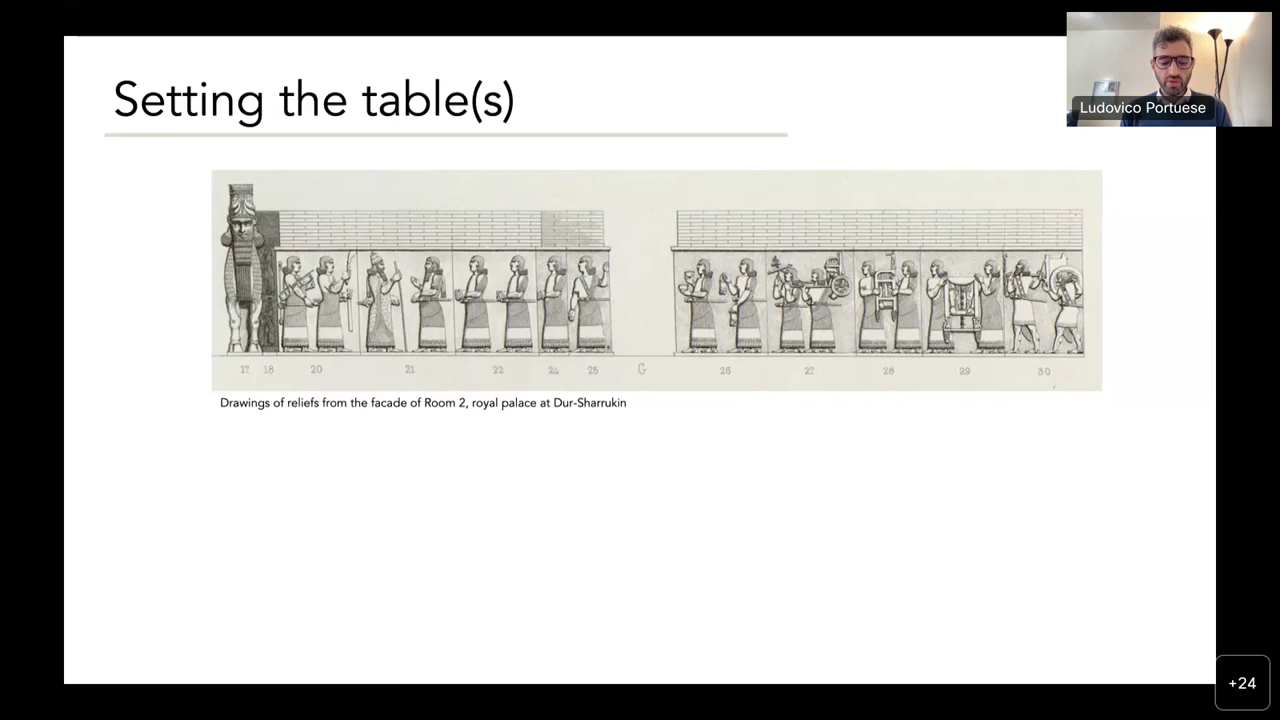 Setting the table(s)
Ludovico Portuese
17 18 20 21 22 24 25 G 26 27 28 29 30
Drawings of reliefs from the facade of Room 2, royal palace at Dur-Sharrukin
+24